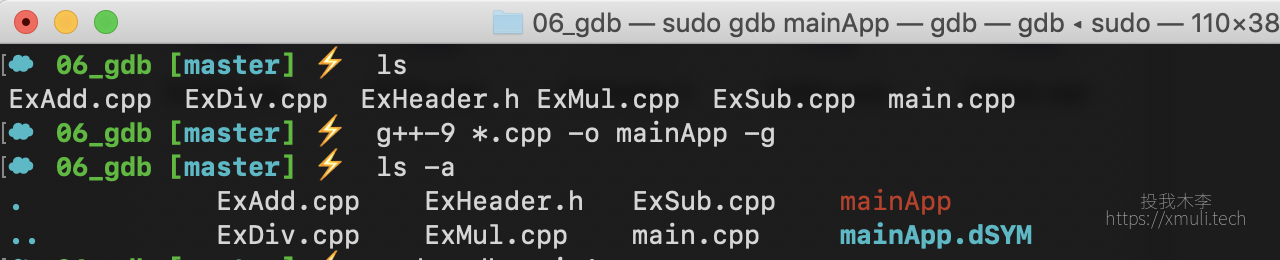 06_gdb — sudo gdb mainApp — gdb — gdb ◂ sudo — 110×38
06_gdb [master] ⚡ ls
ExAdd.cpp ExDiv.cpp ExHeader.h ExMul.cpp ExSub.cpp main.cpp
06_gdb [master] ⚡ g++-9 *.cpp -o mainApp -g
06_gdb [master] ⚡ ls -a
. ExAdd.cpp ExHeader.h ExSub.cpp mainApp
.. ExDiv.cpp ExMul.cpp main.cpp mainApp.dSYM
投我木李
https://xmuli.tech